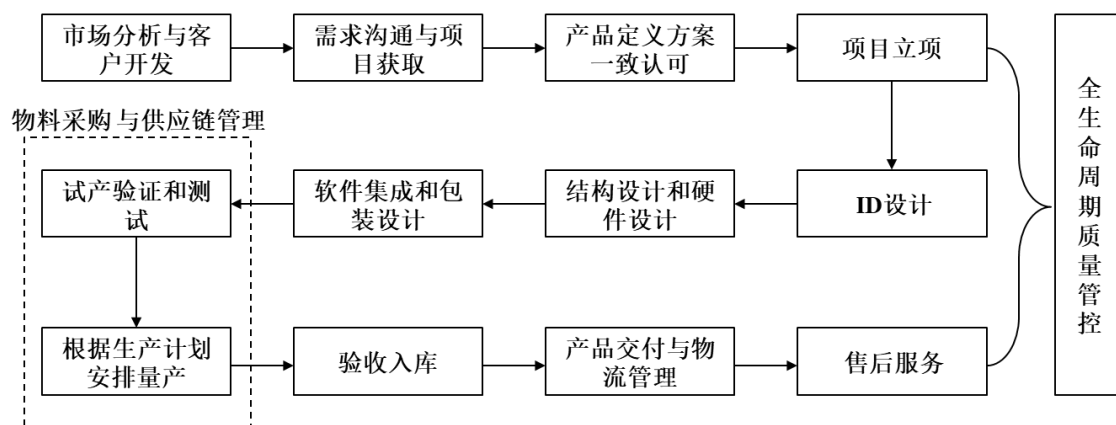 市场分析与客
户开发
需求沟通与项
目获取
产品定义方案
一致认可
项目立项
物料采购与供应链管理
试产验证和测
试
软件集成和包
装设计
结构设计和硬
件设计
ID设计
根据生产计划
安排量产
验收入库
产品交付与物
流管理
售后服务
全
生
命
周
期
质
量
管
控